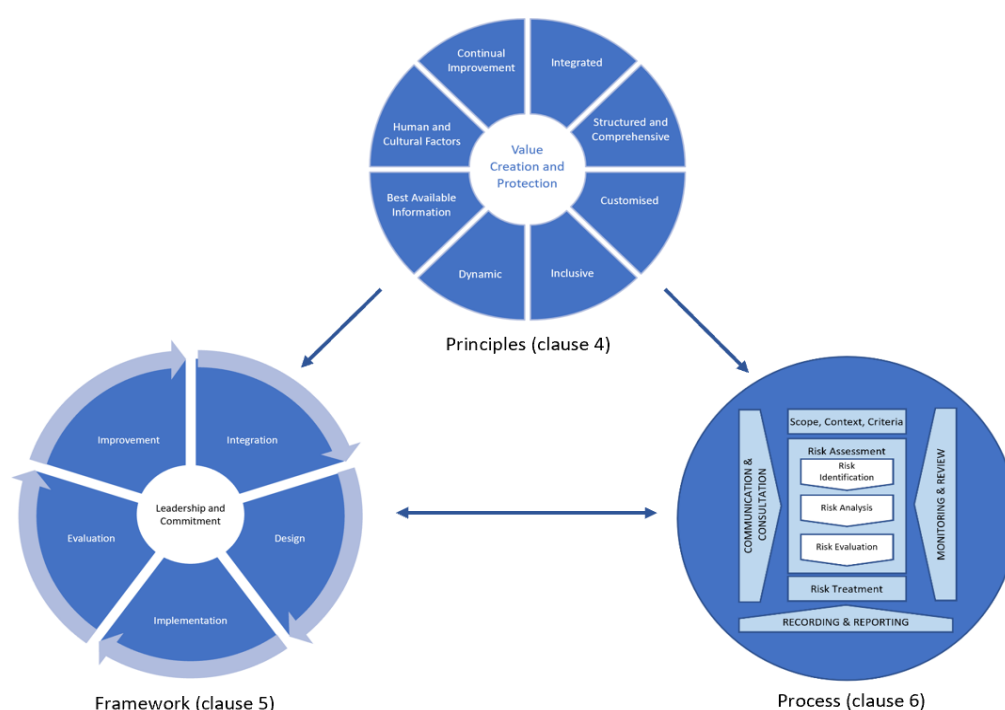 Continual
Improvement
Integrated
Human and
Cultural Factors
Structured and
Comprehensive
Value
Creation and
Protection
Best Available
Information
Customised
Dynamic
Inclusive
Principles (clause 4)
Improvement
Integration
Leadership and
Commitment
Evaluation
Design
Implementation
Framework (clause 5)
Scope, Context, Criteria
Risk Assessment
Risk
Identification
Risk Analysis
Risk Evaluation
Risk Treatment
COMMUNICATION &
CONSULTATION
MONITORING & REVIEW
RECORDING & REPORTING
Process (clause 6)